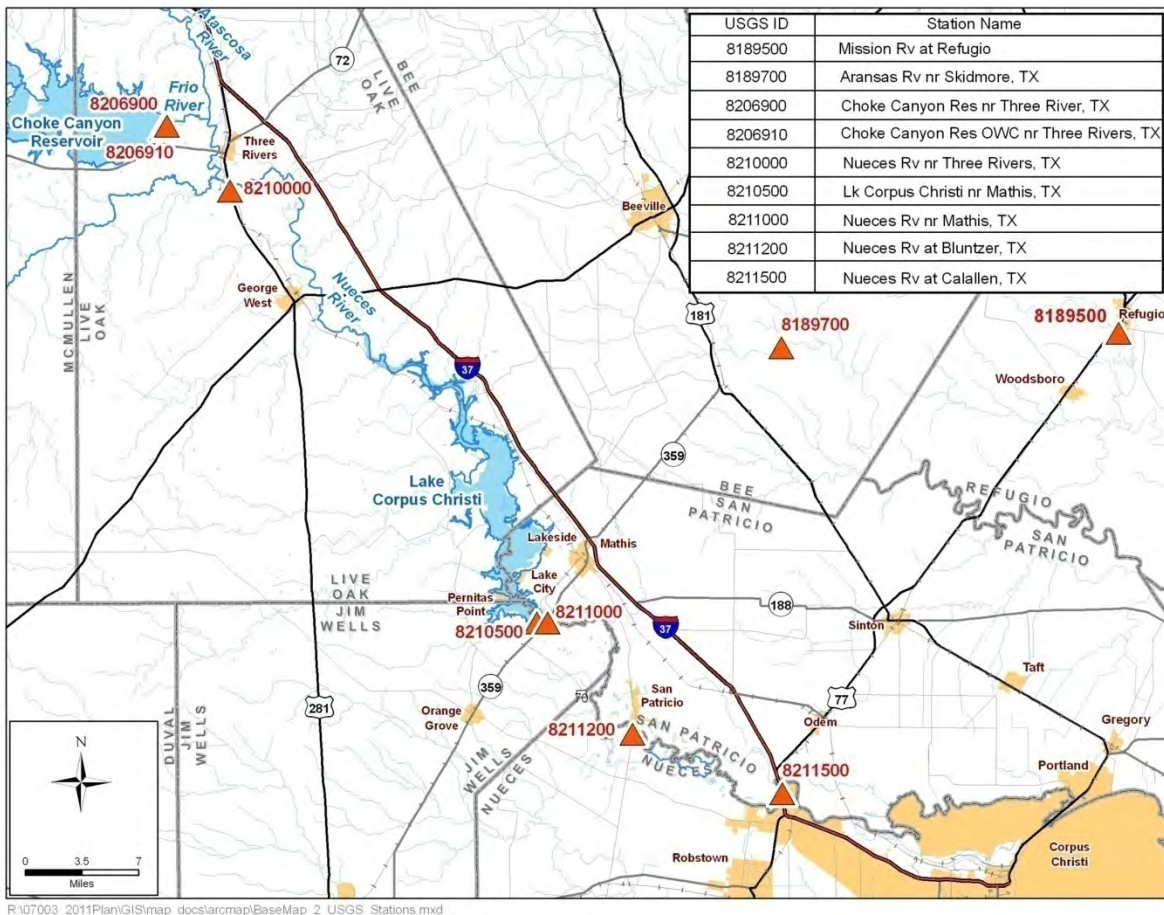 USGS ID Station Name
8189500 Mission Rv at Refugio
8189700 Aransas Rv nr Skidmore, TX
8206900 Choke Canyon Res nr Three River, TX
8206910 Choke Canyon Res OWC nr Three Rivers, TX
8210000 Nueces Rv nr Three Rivers, TX
8210500 Lk Corpus Christi nr Mathis, TX
8211000 Nueces Rv nr Mathis, TX
8211200 Nueces Rv at Bluntzer, TX
8211500 Nueces Rv at Calallen, TX
Atascosa
River
72
BEE
LIVE
OAK
Frio
River
8206900
Choke Canyon
Reservoir
8206910
Three
Rivers
8210000
Beeville
MCMULLEN
LIVE
OAK
George
West
Nueces
River
181
8189700
8189500
Refugio
37
Woodsboro
359
Lake
Corpus Christi
BEE
SAN
PATRICIO
REFUGIO
SAN
PATRICIO
Lakeside
Mathis
Lake
City
LIVE
OAK
JIM
WELLS
Pernitas
Point
8211000
8210500
188
37
Sinton
359
281
Orange
Grove
70
San
Patricio
77
Taft
Odem
8211200
SAN PATRICIO
NUECES
Gregory
DUVAL
JIM
WELLS
JIM
WELLS
NUECES
8211500
Portland
N
0 3.5 7
Miles
Robstown
Corpus
Christi
R:\07003_2011Plan\GIS\map_docs\arcmap\BaseMap_2_USGS_Stations.mxd